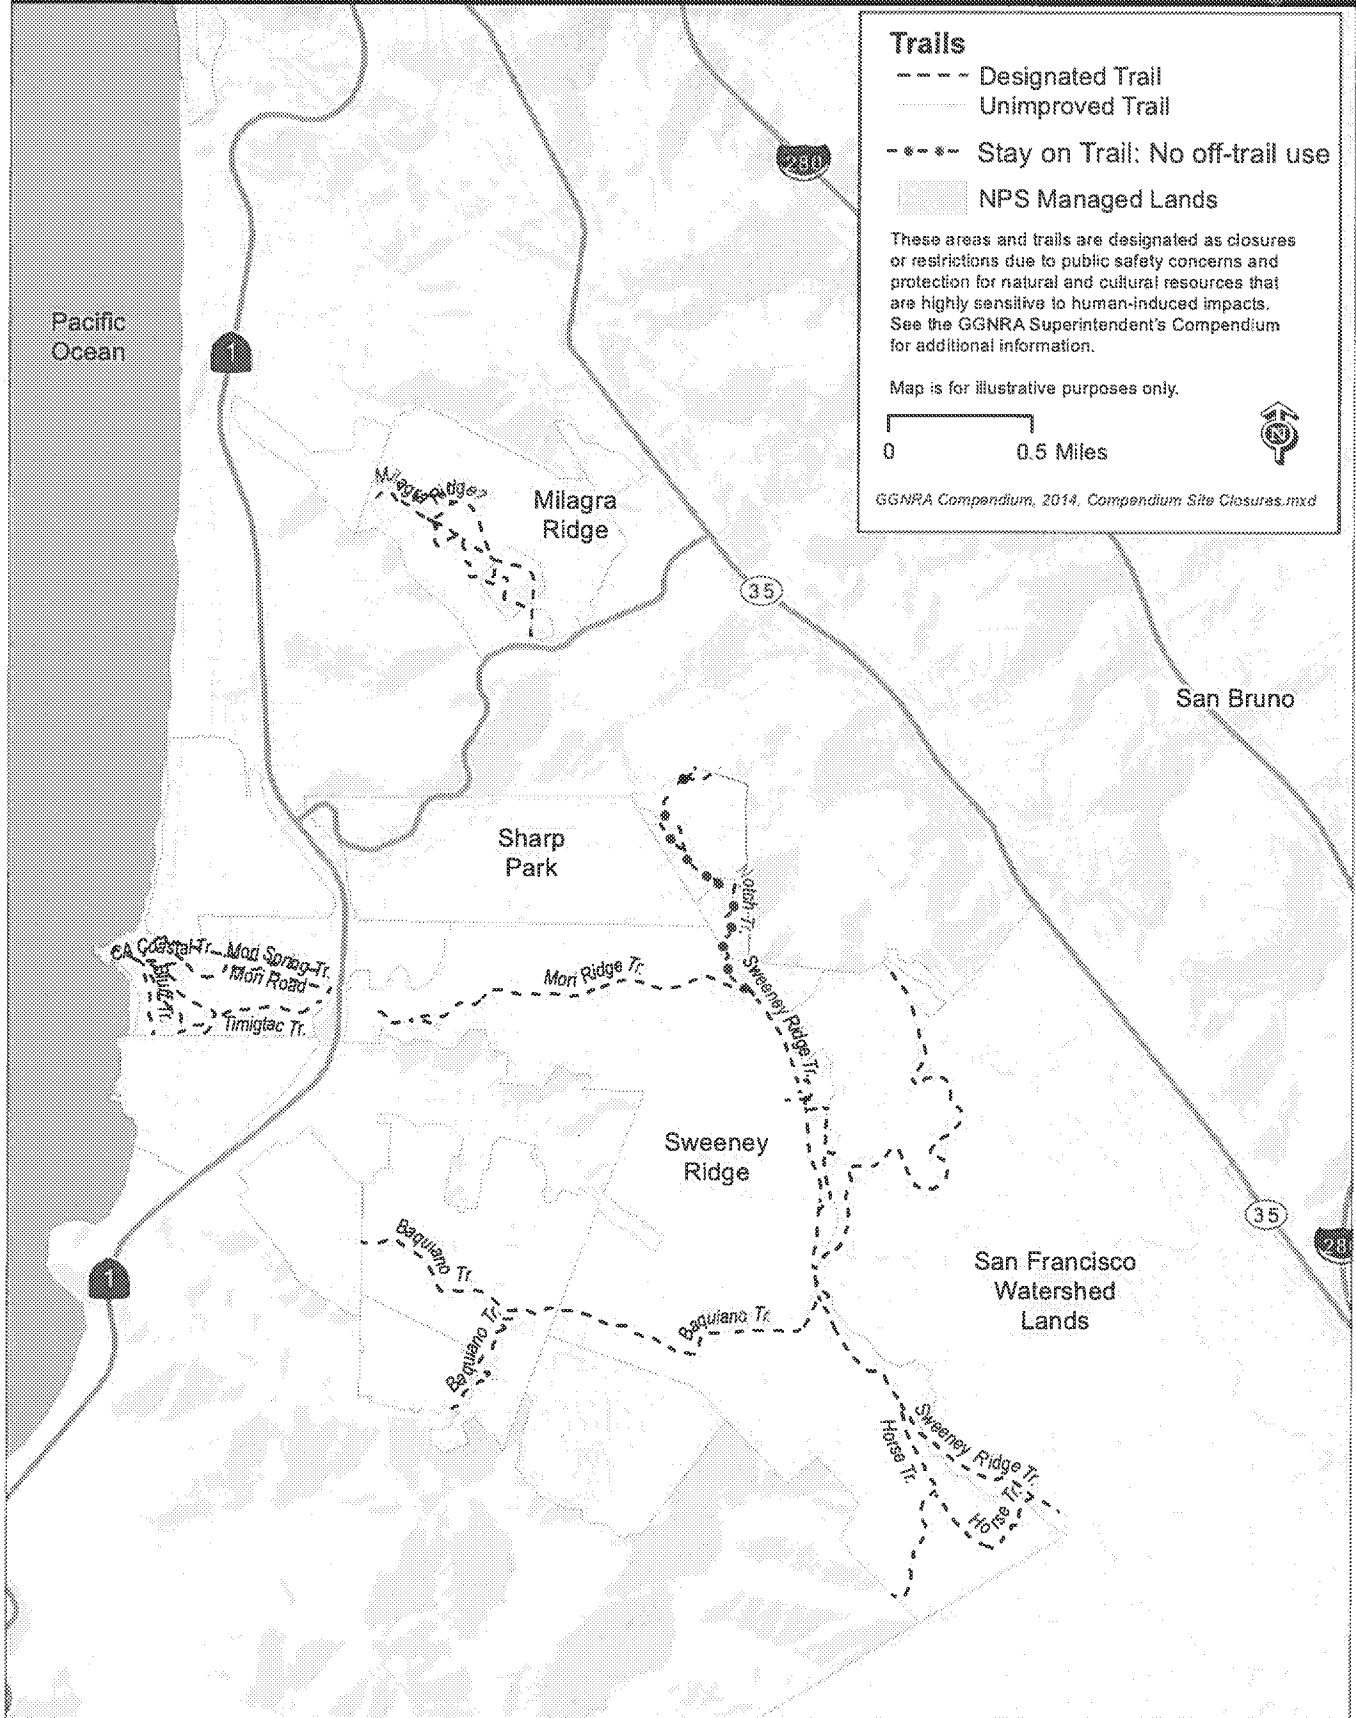 Trails
Designated Trail
Unimproved Trail
Stay on Trail: No off-trail use
NPS Managed Lands
These areas and trails are designated as closures
or restrictions due to public safety concerns and
protection for natural and cultural resources that
are highly sensitive to human-induced impacts.
See the GGNRA Superintendent's Compendium
for additional information.
Map is for illustrative purposes only.
0 0.5 Miles
N
GGNRA Compendium, 2014, Compendium Site Closures.mxd
280
Pacific
Ocean
1
Milagra
Ridge
35
San Bruno
Sharp
Park
Notch Tr.
CA Coastal Tr.
Mori Spring Tr.
Mori Road
Bluff Tr.
Timigtac Tr.
Mori Ridge Tr.
Sweeney Ridge Tr.
Sweeney
Ridge
35
280
San Francisco
Watershed
Lands
1
Baquiano Tr.
Baquiano Tr.
Baquiano Tr.
Sweeney Ridge Tr.
Horse Tr.
Horse Tr.